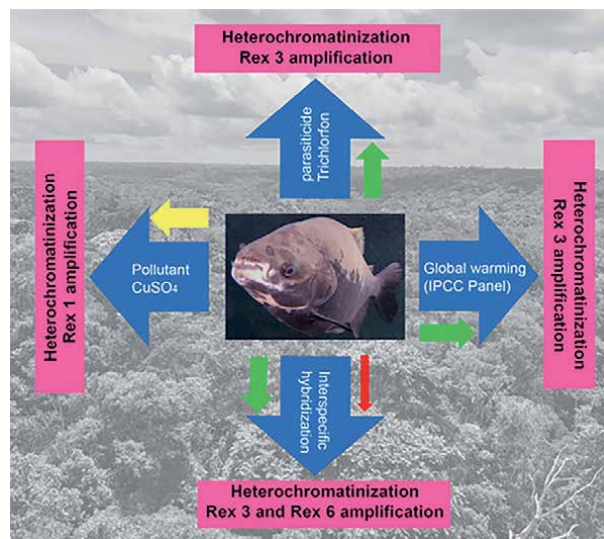 Heterochromatinization
Rex 3 amplification
parasiticide
Trichlorfon
Heterochromatinization
Rex 1 amplification
Pollutant
CuSO₄
Global warming
(IPCC Panel)
Heterochromatinization
Rex 3 amplification
Interspecific
hybridization
Heterochromatinization
Rex 3 and Rex 6 amplification